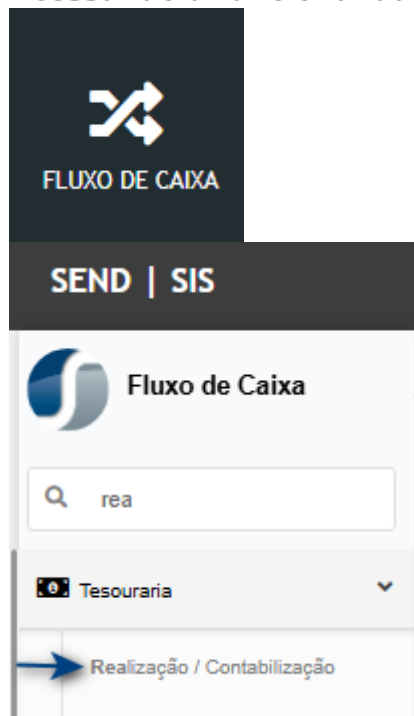 FLUXO DE CAIXA
SEND | SIS
Fluxo de Caixa
rea
Tesouraria
Realização / Contabilização